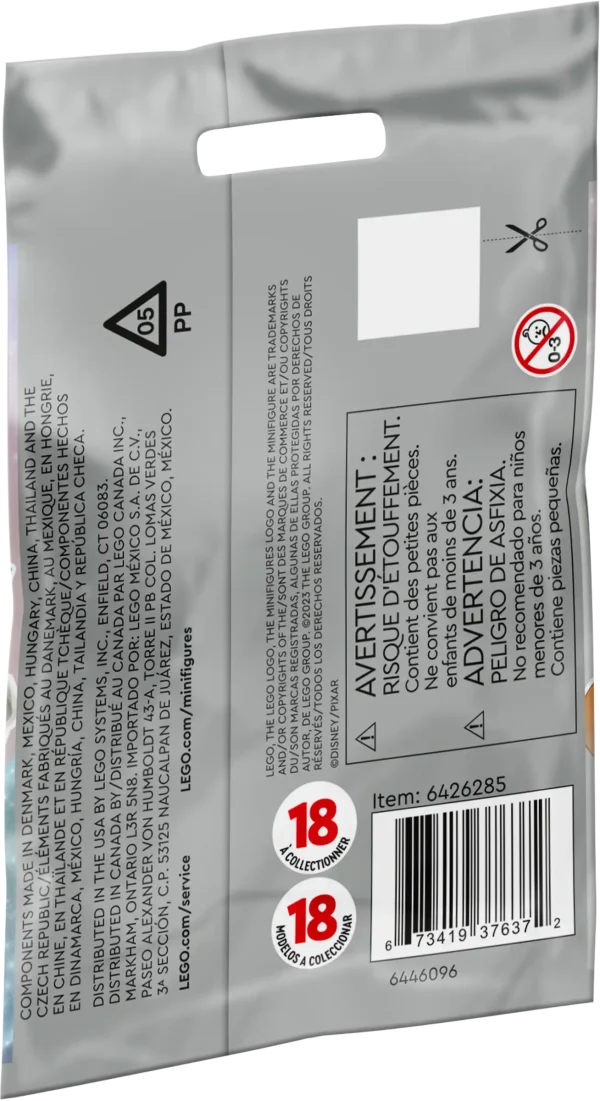 COMPONENTS MADE IN DENMARK, MEXICO, HUNGARY, CHINA, THAILAND AND THE
CZECH REPUBLIC/ÉLÉMENTS FABRIQUÉS AU DANEMARK, AU MEXIQUE, EN HONGRIE,
EN CHINE, EN THAÏLANDE ET EN RÉPUBLIQUE TCHÈQUE/COMPONENTES HECHOS
EN DINAMARCA, MÉXICO, HUNGRÍA, CHINA, TAILANDIA Y REPÚBLICA CHECA.
DISTRIBUTED IN THE USA BY LEGO SYSTEMS, INC., ENFIELD, CT 06083.
DISTRIBUTED IN CANADA BY/DISTRIBUÉ AU CANADA PAR LEGO CANADA INC.,
MARKHAM, ONTARIO L3R 5N8. IMPORTADO POR: LEGO MÉXICO S.A. DE C.V.,
PASEO ALEXANDER VON HUMBOLDT 43-A, TORRE II PB COL. LOMAS VERDES
3ª SECCIÓN, C.P. 53125 NAUCALPAN DE JUÁREZ, ESTADO DE MÉXICO, MÉXICO.
LEGO.com/service LEGO.com/minifigures
05
PP
LEGO, THE LEGO LOGO, THE MINIFIGURES LOGO AND THE MINIFIGURE ARE TRADEMARKS
AND/OR COPYRIGHTS OF THE/SONT DES MARQUES DE COMMERCE ET/OU COPYRIGHTS
DU/SON MARCAS REGISTRADAS, ALGUNAS DE ELLAS PROTEGIDAS POR DERECHOS DE
AUTOR, DE LEGO GROUP. ©2023 THE LEGO GROUP. ALL RIGHTS RESERVED/TOUS DROITS
RÉSERVÉS/TODOS LOS DERECHOS RESERVADOS.
©DISNEY/PIXAR
18
MODELOS A COLECCIONAR
18
À COLLECTIONNER
AVERTISSEMENT :
RISQUE D'ÉTOUFFEMENT.
Contient des petites pièces.
Ne convient pas aux
enfants de moins de 3 ans.
ADVERTENCIA:
PELIGRO DE ASFIXIA.
No recomendado para niños
menores de 3 años.
Contiene piezas pequeñas.
0-3
Item: 6426285
6 73419 37637 2
6446096